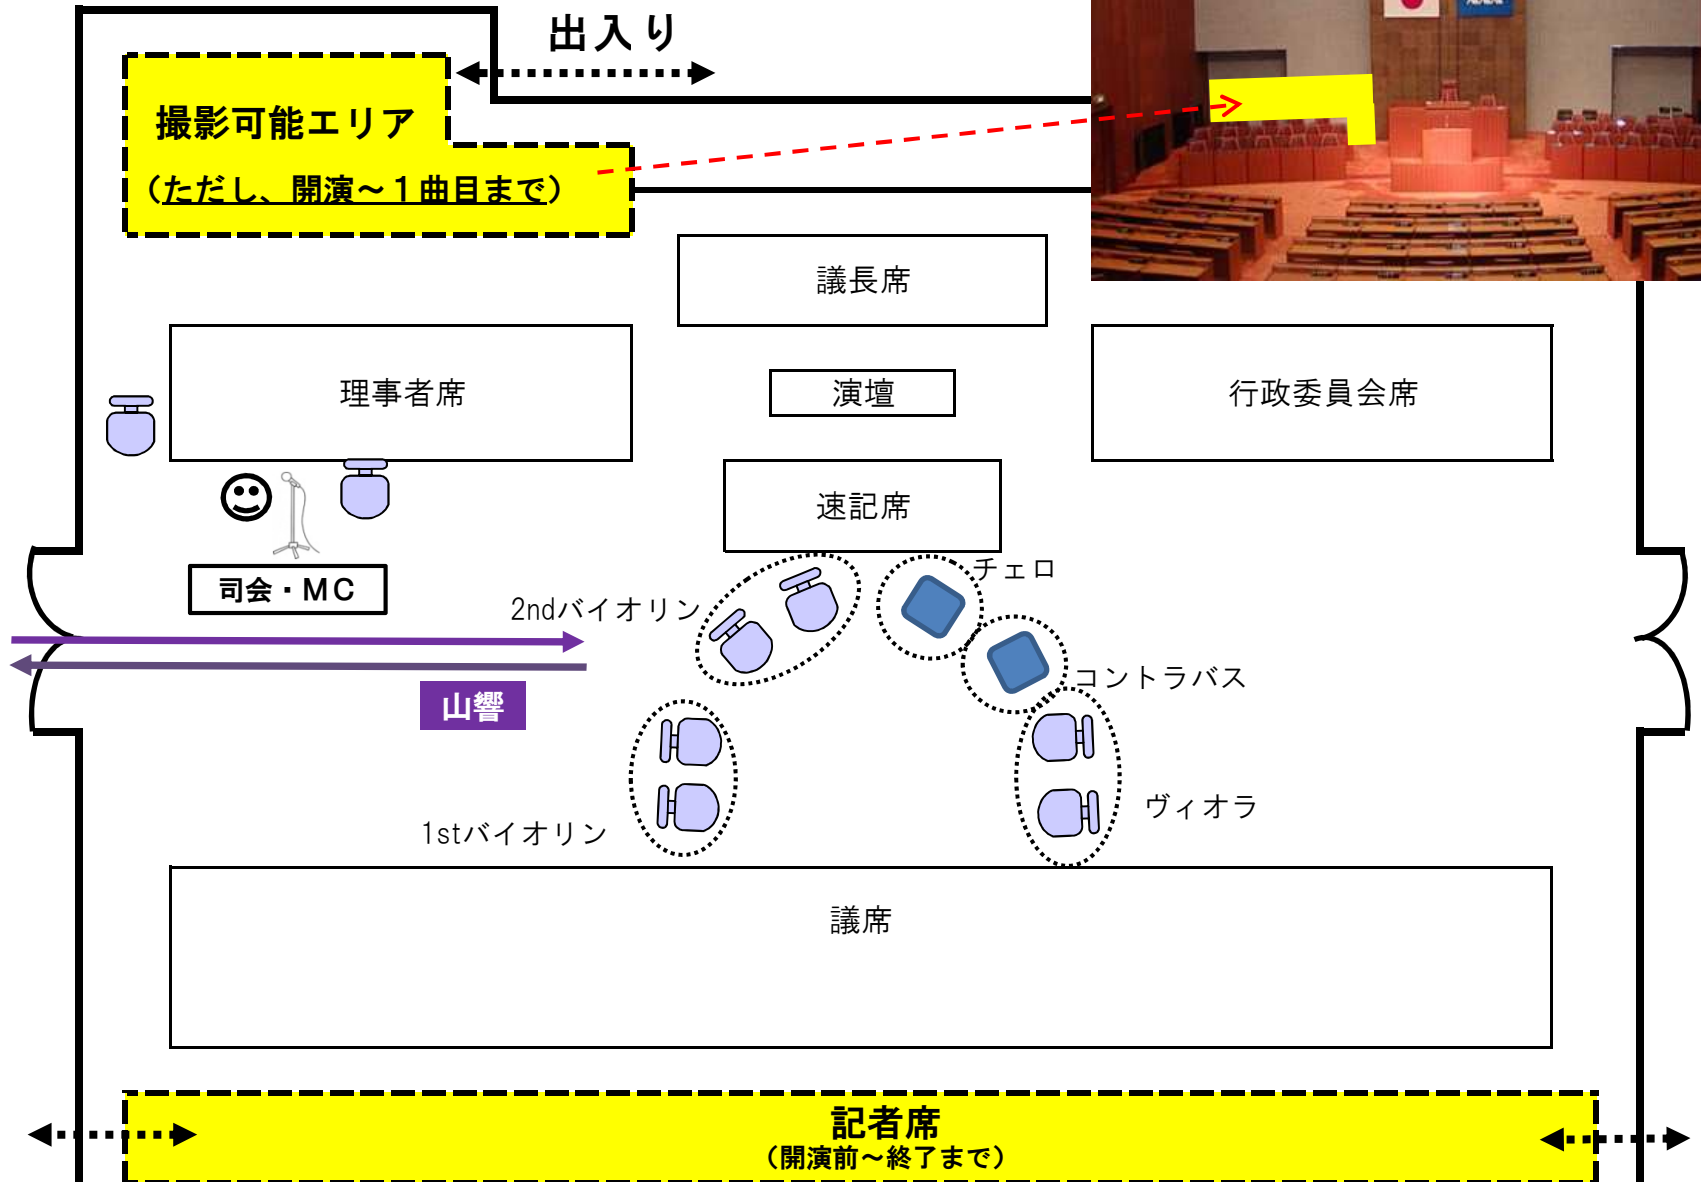 出入り
撮影可能エリア
(ただし、開演～１曲目まで)
議長席
理事者席
演壇
行政委員会席
速記席
司会・ＭＣ
チェロ
2ndバイオリン
コントラバス
山響
1stバイオリン
ヴィオラ
議席
記者席
(開演前～終了まで)